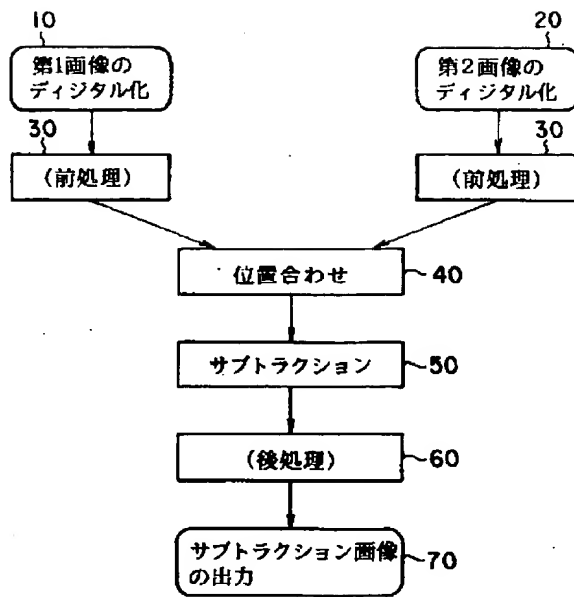 10
20
第1画像の
ディジタル化
第2画像の
ディジタル化
30
30
(前処理)
(前処理)
位置合わせ
40
サブトラクション
50
(後処理)
60
サブトラクション画像
の出力
70